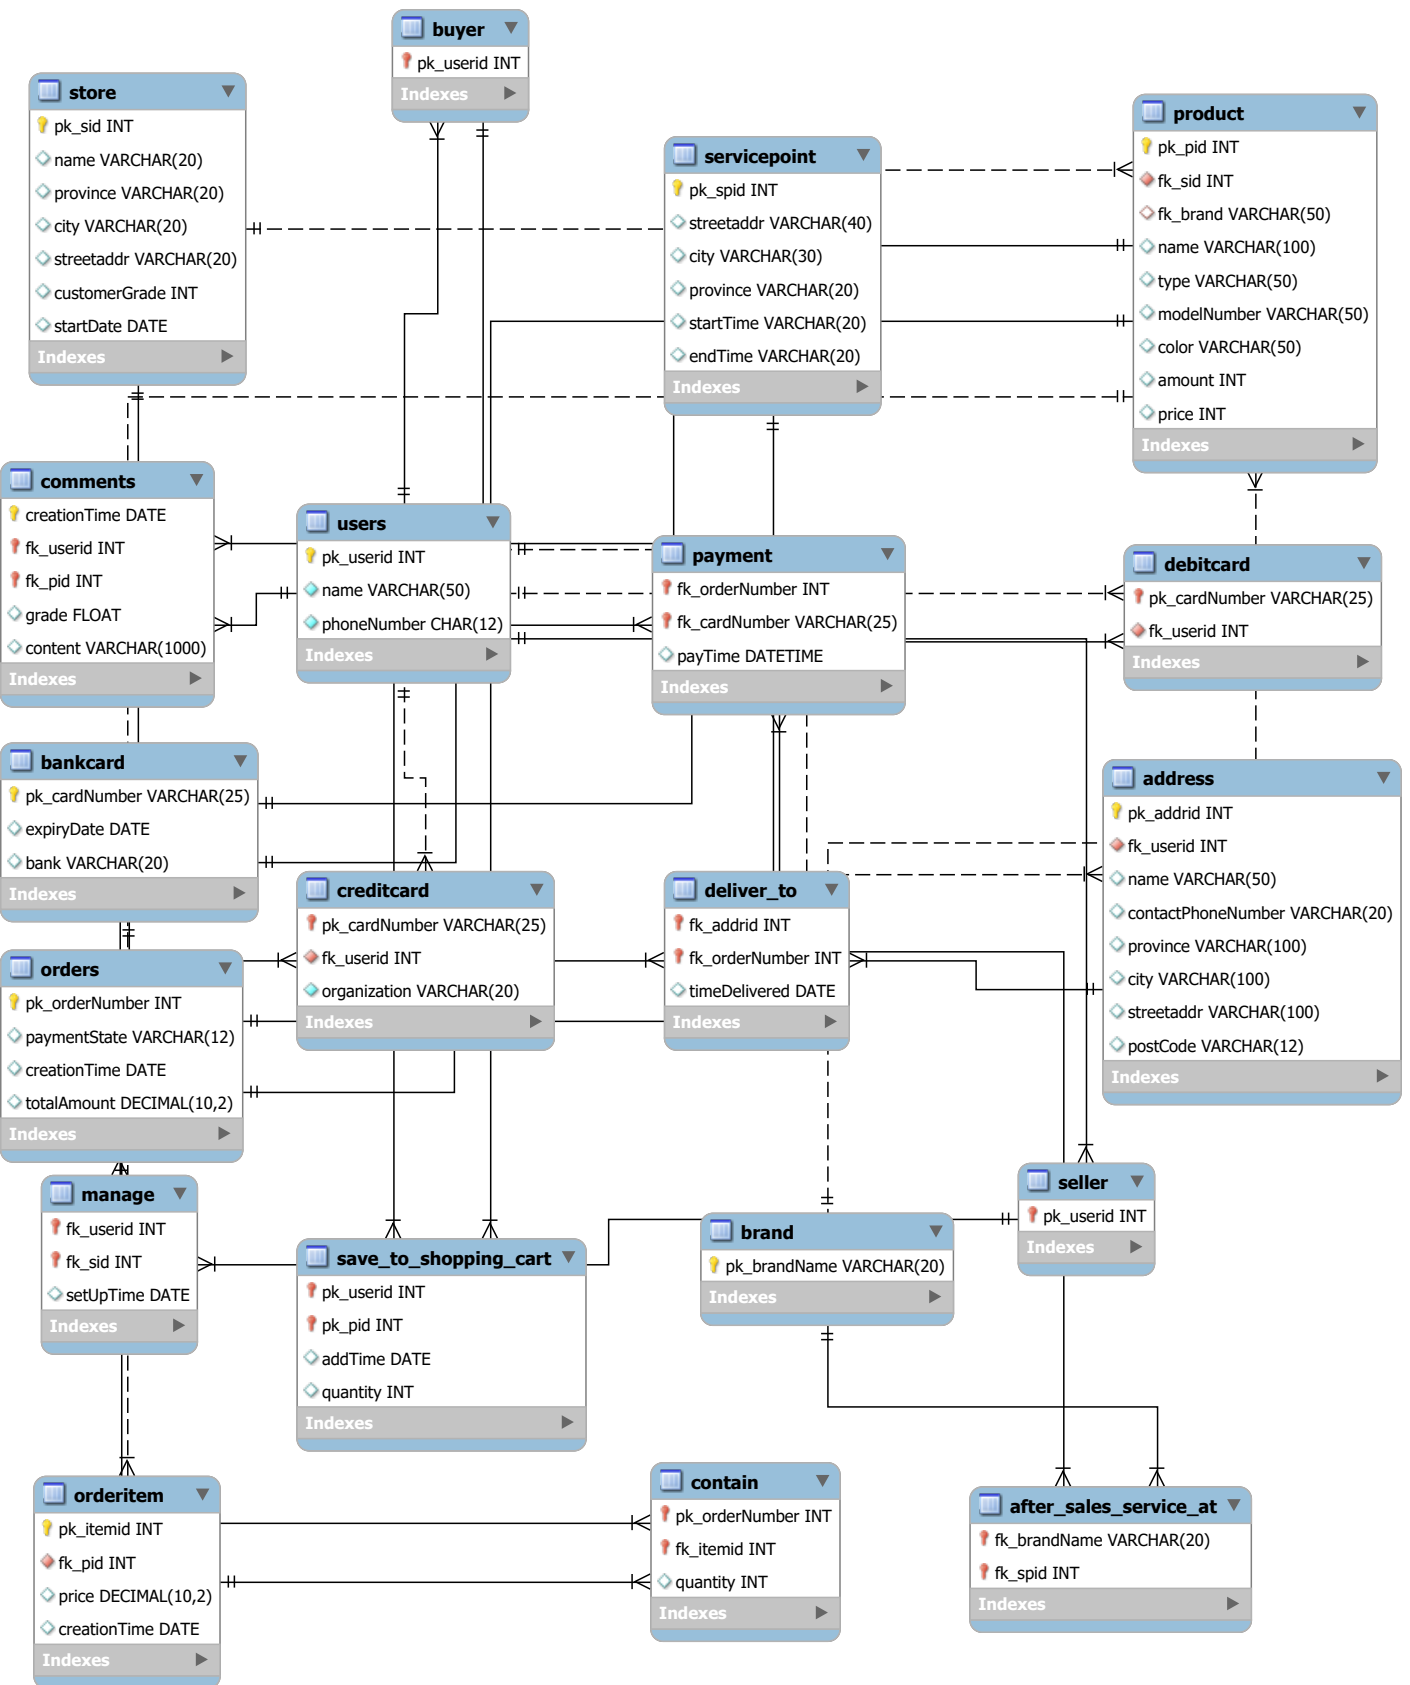 buyer
pk_userid INT
Indexes
store
pk_sid INT
name VARCHAR(20)
province VARCHAR(20)
city VARCHAR(20)
streetaddr VARCHAR(20)
customerGrade INT
startDate DATE
Indexes
servicepoint
pk_spid INT
streetaddr VARCHAR(40)
city VARCHAR(30)
province VARCHAR(20)
startTime VARCHAR(20)
endTime VARCHAR(20)
Indexes
product
pk_pid INT
fk_sid INT
fk_brand VARCHAR(50)
name VARCHAR(100)
type VARCHAR(50)
modelNumber VARCHAR(50)
color VARCHAR(50)
amount INT
price INT
Indexes
comments
creationTime DATE
fk_userid INT
fk_pid INT
grade FLOAT
content VARCHAR(1000)
Indexes
users
pk_userid INT
name VARCHAR(50)
phoneNumber CHAR(12)
Indexes
payment
fk_orderNumber INT
fk_cardNumber VARCHAR(25)
payTime DATETIME
Indexes
debitcard
pk_cardNumber VARCHAR(25)
fk_userid INT
Indexes
bankcard
pk_cardNumber VARCHAR(25)
expiryDate DATE
bank VARCHAR(20)
Indexes
address
pk_addrid INT
fk_userid INT
name VARCHAR(50)
contactPhoneNumber VARCHAR(20)
province VARCHAR(100)
city VARCHAR(100)
streetaddr VARCHAR(100)
postCode VARCHAR(12)
Indexes
creditcard
pk_cardNumber VARCHAR(25)
fk_userid INT
organization VARCHAR(20)
Indexes
deliver_to
fk_addrid INT
fk_orderNumber INT
timeDelivered DATE
Indexes
orders
pk_orderNumber INT
paymentState VARCHAR(12)
creationTime DATE
totalAmount DECIMAL(10,2)
Indexes
manage
fk_userid INT
fk_sid INT
setUpTime DATE
Indexes
seller
pk_userid INT
Indexes
brand
pk_brandName VARCHAR(20)
Indexes
save_to_shopping_cart
pk_userid INT
pk_pid INT
addTime DATE
quantity INT
Indexes
orderitem
pk_itemid INT
fk_pid INT
price DECIMAL(10,2)
creationTime DATE
Indexes
contain
pk_orderNumber INT
fk_itemid INT
quantity INT
Indexes
after_sales_service_at
fk_brandName VARCHAR(20)
fk_spid INT
Indexes